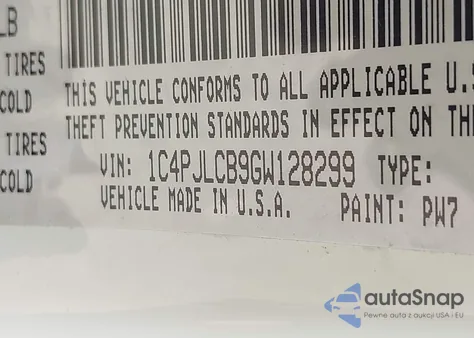 LB
TIRES
COLD
TIRES
COLD
THIS VEHICLE CONFORMS TO ALL APPLICABLE U.S
THEFT PREVENTION STANDARDS IN EFFECT ON TH
VIN: 1C4PJLCB9GW128299 TYPE:
VEHICLE MADE IN U.S.A. PAINT: PW7
autaSnap
Pewne auta z aukcji USA i EU